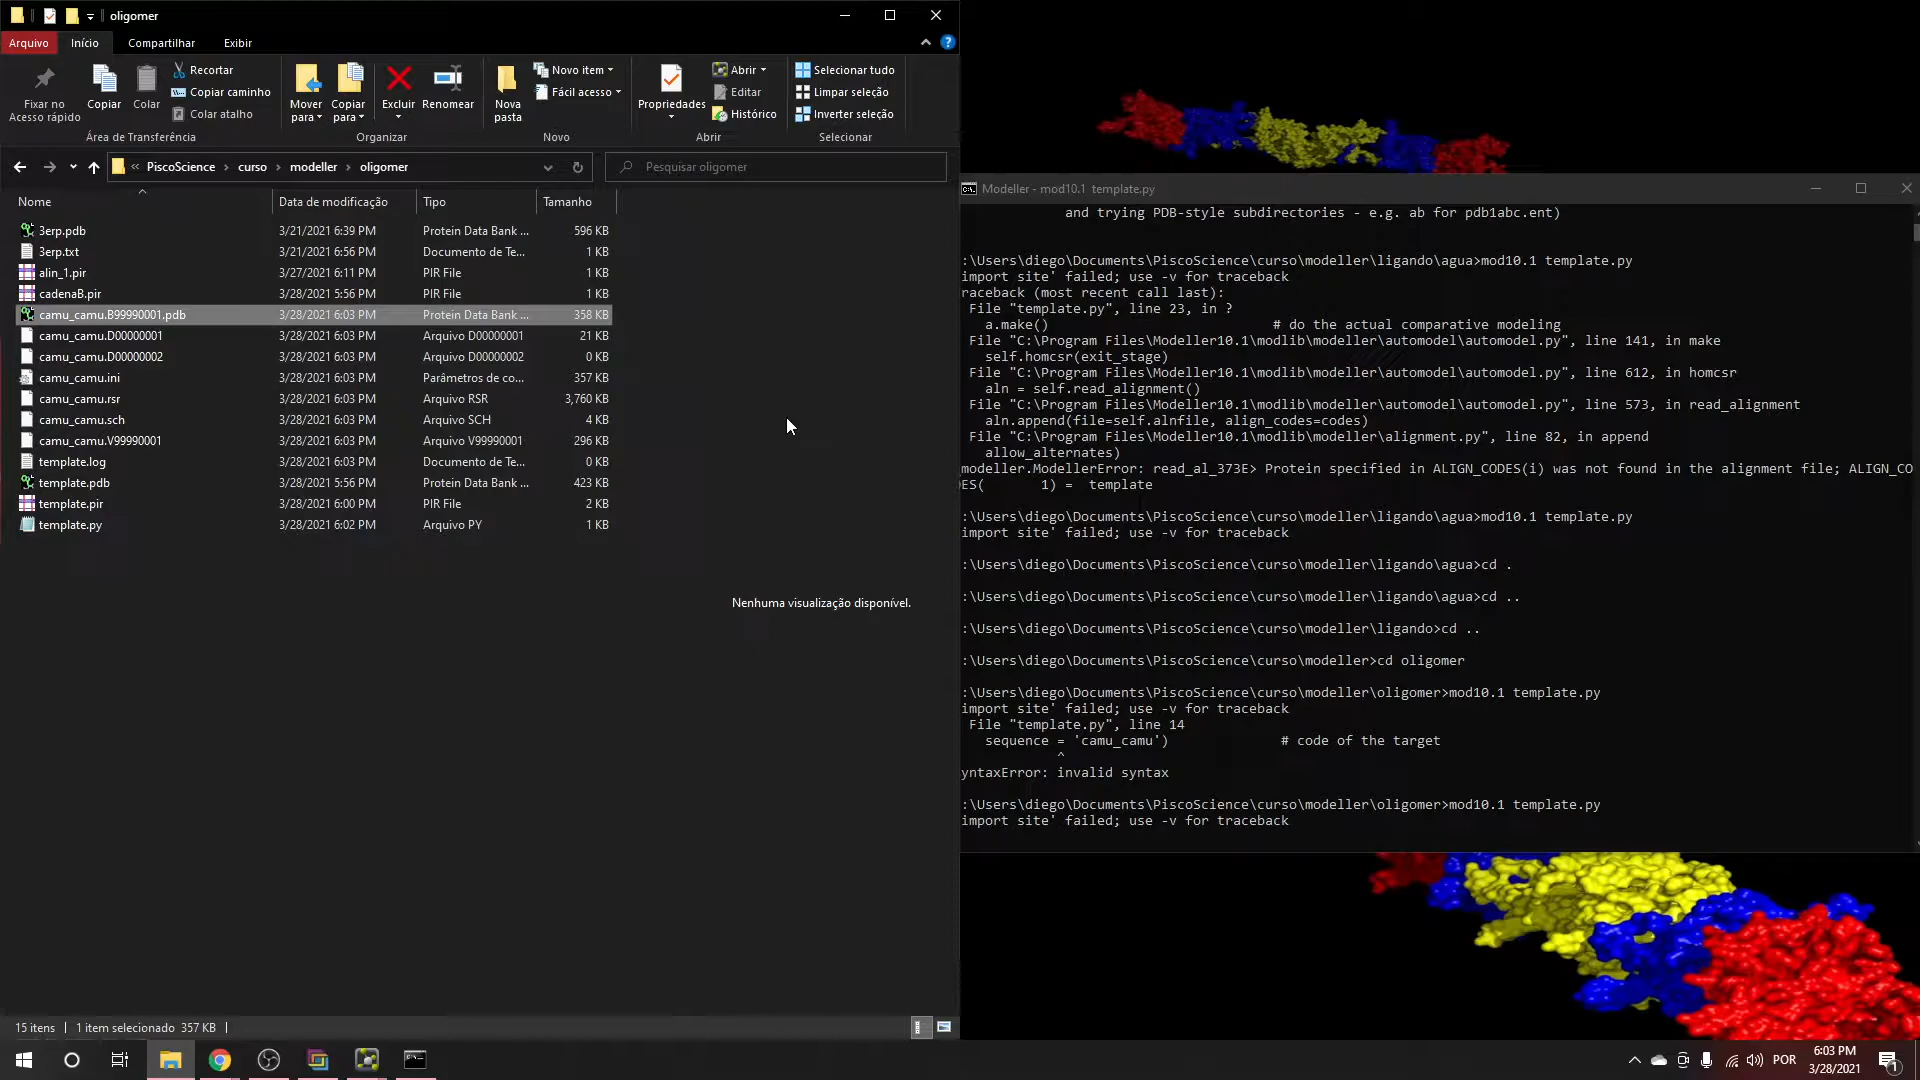 oligomer
Arquivo Início Compartilhar Exibir
Fixar no
Acesso rápido
Copiar
Colar
Recortar
Copiar caminho
Colar atalho
Área de Transferência
Mover
para
Copiar
para
Excluir
Renomear
Organizar
Nova
pasta
Novo item
Fácil acesso
Novo
Propriedades
Abrir
Editar
Histórico
Abrir
Selecionar tudo
Limpar seleção
Inverter seleção
Selecionar
« PiscoScience › curso › modeller › oligomer
Pesquisar oligomer
Nome Data de modificação Tipo Tamanho
3erp.pdb 3/21/2021 6:39 PM Protein Data Bank ... 596 KB
3erp.txt 3/21/2021 6:56 PM Documento de Te... 1 KB
alin_1.pir 3/27/2021 6:11 PM PIR File 1 KB
cadenaB.pir 3/28/2021 5:56 PM PIR File 1 KB
camu_camu.B99990001.pdb 3/28/2021 6:03 PM Protein Data Bank ... 358 KB
camu_camu.D00000001 3/28/2021 6:03 PM Arquivo D00000001 21 KB
camu_camu.D00000002 3/28/2021 6:03 PM Arquivo D00000002 0 KB
camu_camu.ini 3/28/2021 6:03 PM Parâmetros de co... 357 KB
camu_camu.rsr 3/28/2021 6:03 PM Arquivo RSR 3,760 KB
camu_camu.sch 3/28/2021 6:03 PM Arquivo SCH 4 KB
camu_camu.V99990001 3/28/2021 6:03 PM Arquivo V99990001 296 KB
template.log 3/28/2021 6:03 PM Documento de Te... 0 KB
template.pdb 3/28/2021 5:56 PM Protein Data Bank ... 423 KB
template.pir 3/28/2021 6:00 PM PIR File 2 KB
template.py 3/28/2021 6:02 PM Arquivo PY 1 KB
Nenhuma visualização disponível.
15 itens | 1 item selecionado 357 KB |
Modeller - mod10.1 template.py
and trying PDB-style subdirectories - e.g. ab for pdb1abc.ent)
:\Users\diego\Documents\PiscoScience\curso\modeller\ligando\agua>mod10.1 template.py
import site' failed; use -v for traceback
raceback (most recent call last):
File "template.py", line 23, in ?
a.make() # do the actual comparative modeling
File "C:\Program Files\Modeller10.1\modlib\modeller\automodel\automodel.py", line 141, in make
self.homcsr(exit_stage)
File "C:\Program Files\Modeller10.1\modlib\modeller\automodel\automodel.py", line 612, in homcsr
aln = self.read_alignment()
File "C:\Program Files\Modeller10.1\modlib\modeller\automodel\automodel.py", line 573, in read_alignment
aln.append(file=self.alnfile, align_codes=codes)
File "C:\Program Files\Modeller10.1\modlib\modeller\alignment.py", line 82, in append
allow_alternates)
modeller.ModellerError: read_al_373E> Protein specified in ALIGN_CODES(i) was not found in the alignment file; ALIGN_CO
DES( 1) = template
:\Users\diego\Documents\PiscoScience\curso\modeller\ligando\agua>mod10.1 template.py
import site' failed; use -v for traceback
:\Users\diego\Documents\PiscoScience\curso\modeller\ligando\agua>cd .
:\Users\diego\Documents\PiscoScience\curso\modeller\ligando\agua>cd ..
:\Users\diego\Documents\PiscoScience\curso\modeller\ligando>cd ..
:\Users\diego\Documents\PiscoScience\curso\modeller>cd oligomer
:\Users\diego\Documents\PiscoScience\curso\modeller\oligomer>mod10.1 template.py
import site' failed; use -v for traceback
File "template.py", line 14
sequence = 'camu_camu') # code of the target
^
yntaxError: invalid syntax
:\Users\diego\Documents\PiscoScience\curso\modeller\oligomer>mod10.1 template.py
import site' failed; use -v for traceback
POR
6:03 PM
3/28/2021
1